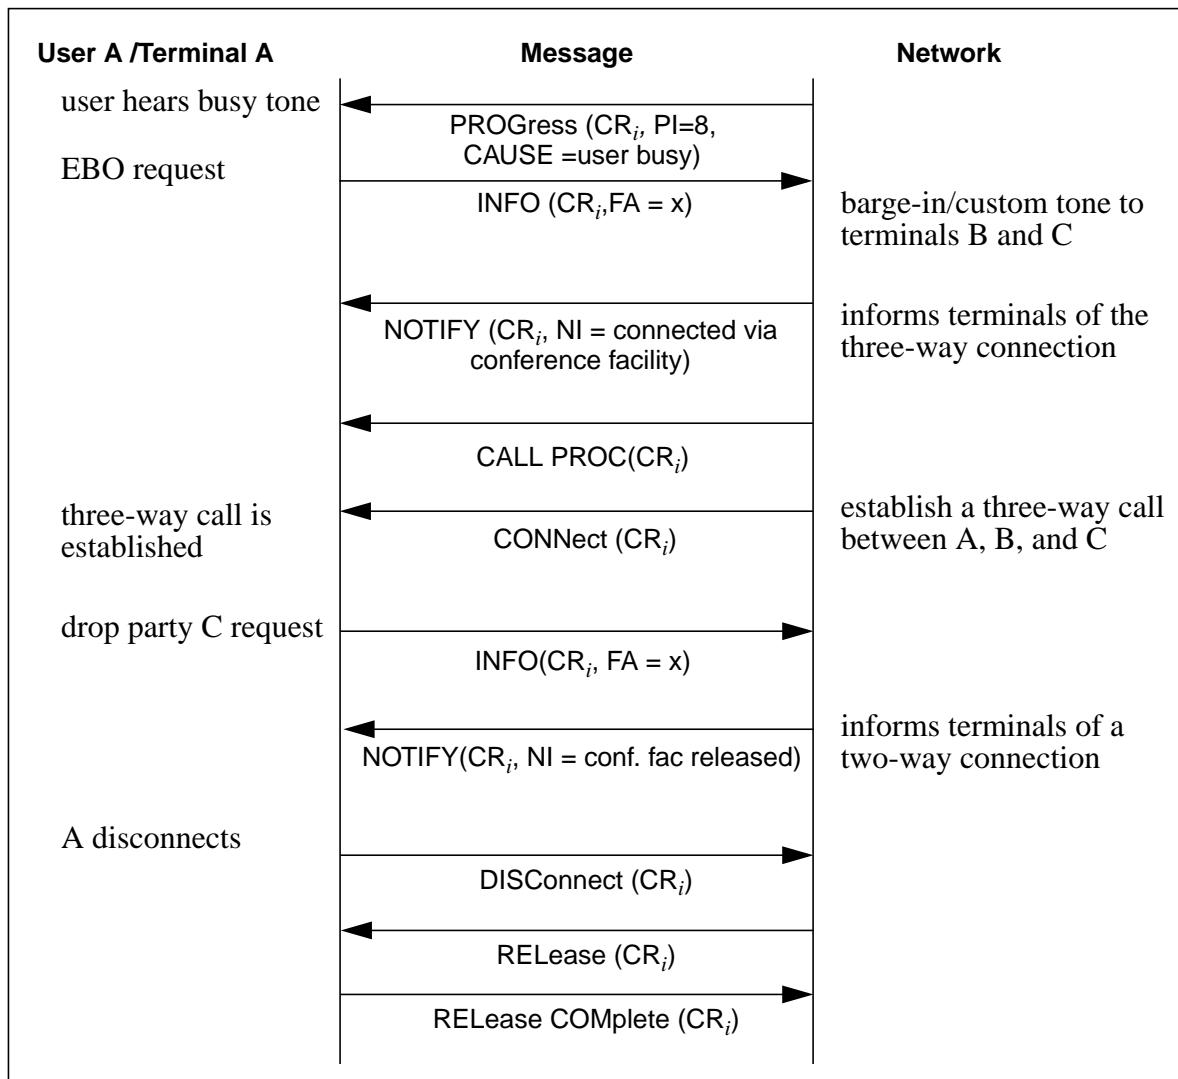 User A /Terminal A Message Network
user hears busy tone
PROGress (CRi, PI=8,
CAUSE =user busy)
EBO request
INFO (CRi,FA = x)
barge-in/custom tone to
terminals B and C
NOTIFY (CRi, NI = connected via
conference facility)
informs terminals of the
three-way connection
CALL PROC(CRi)
three-way call is
established
CONNect (CRi)
establish a three-way call
between A, B, and C
drop party C request
INFO(CRi, FA = x)
NOTIFY(CRi, NI = conf. fac released)
informs terminals of a
two-way connection
A disconnects
DISConnect (CRi)
RELease (CRi)
RELease COMplete (CRi)